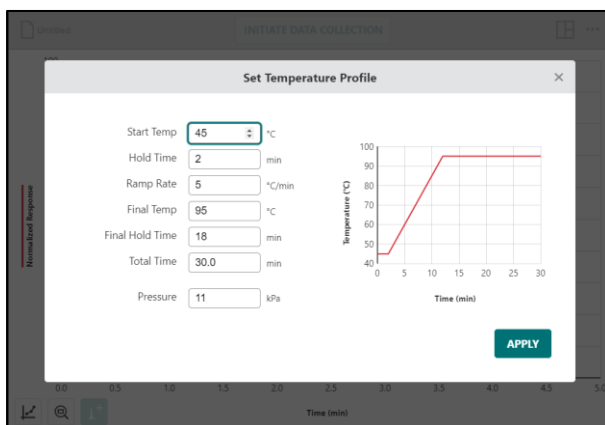 Untitled
INITIATE DATA COLLECTION
100
Set Temperature Profile
Start Temp 45 °C
Hold Time 2 min
Ramp Rate 5 °C/min
Final Temp 95 °C
Final Hold Time 18 min
Total Time 30.0 min
Pressure 11 kPa
Temperature (°C)
100
90
80
70
60
50
40
0 5 10 15 20 25 30
Time (min)
APPLY
Normalized Response
0.0 0.5 1.0 1.5 2.0 2.5 3.0 3.5 4.0 4.5 5.0
Time (min)